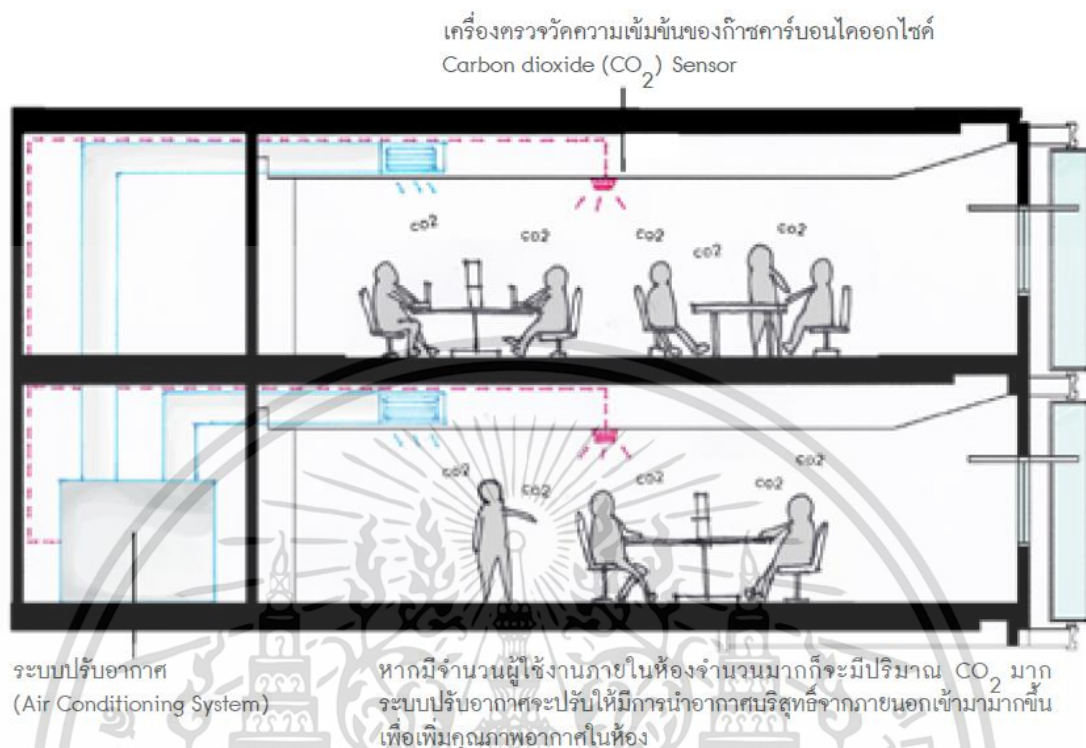 เครื่องตรวจวัดความเข้มข้นของก๊าซคาร์บอนไดออกไซด์
Carbon dioxide (CO2) Sensor
CO2 CO2 CO2 CO2 CO2
CO2 CO2 CO2 CO2 CO2
ระบบปรับอากาศ
(Air Conditioning System)
หากมีจำนวนผู้ใช้งานภายในห้องจำนวนมากก็จะมีปริมาณ CO2 มาก
ระบบปรับอากาศจะปรับให้มีการนำอากาศบริสุทธิ์จากภายนอกเข้ามามากขึ้น
เพื่อเพิ่มคุณภาพอากาศในห้อง